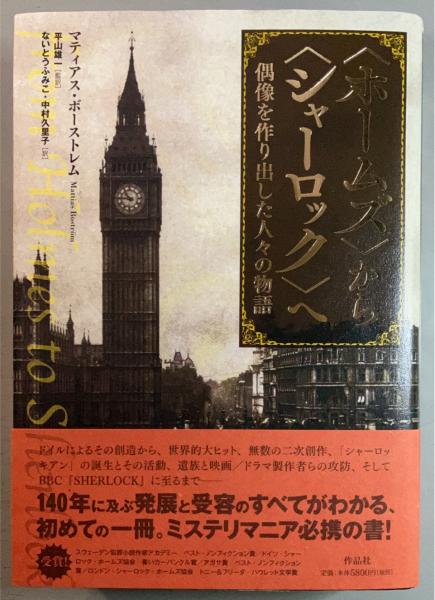 〈ホームズ〉から
〈シャーロック〉へ
偶像を作り出した人々の物語
マティアス・ボーストレム Mattias Boström
平山雄一[監訳]
ないとうふみこ・中村久里子[訳]
From Holmes to Sherlock
ドイルによるその創造から、世界的大ヒット、無数の二次創作、「シャーロッ
キアン」の誕生とその活動、遺族と映画/ドラマ製作者らの攻防、そして
BBC「SHERLOCK」に至るまで――
140年に及ぶ発展と受容のすべてがわかる、
初めての一冊。ミステリマニア必携の書!
受賞!
スウェーデン犯罪小説作家アカデミー ベスト・ノンフィクション賞/ドイツ・シャー
ロック・ホームズ協会 青いカーバンクル賞/アガサ賞 ベスト・ノンフィクション
賞/ロンドン・シャーロック・ホームズ協会 トニー&フリーダ・ハウレット文学賞
作品社
定価:本体5800円(税別)